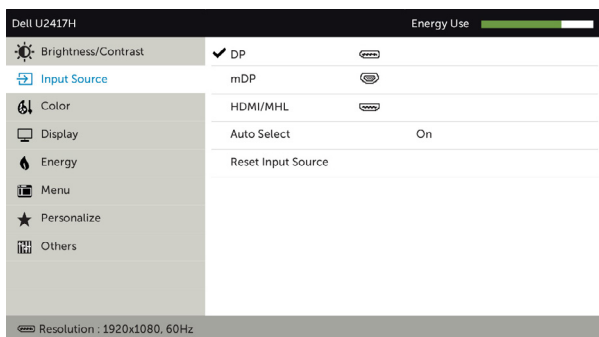 Dell U2417H Energy Use
Brightness/Contrast
Input Source
Color
Display
Energy
Menu
Personalize
Others
DP
mDP
HDMI/MHL
Auto Select On
Reset Input Source
Resolution : 1920x1080, 60Hz